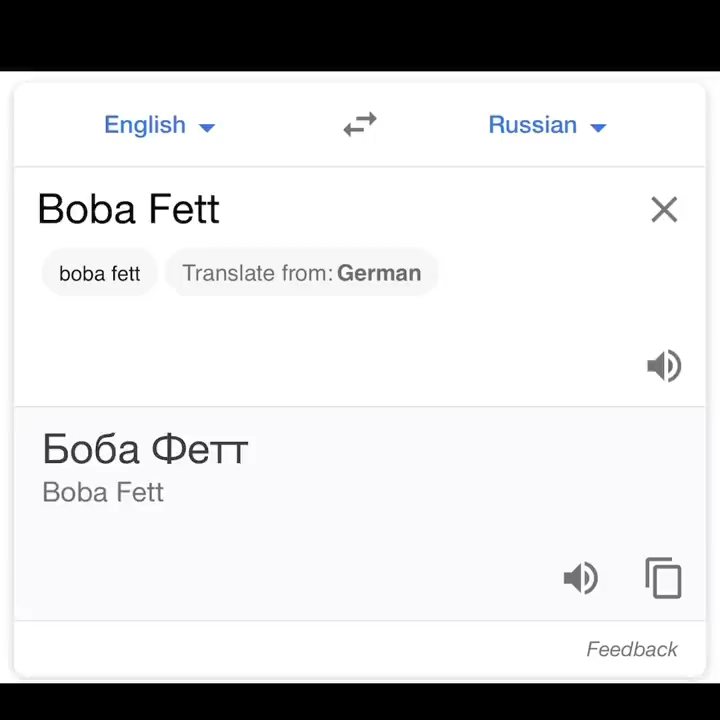 English Russian
Boba Fett
boba fett Translate from: German
Боба Фетт
Boba Fett
Feedback